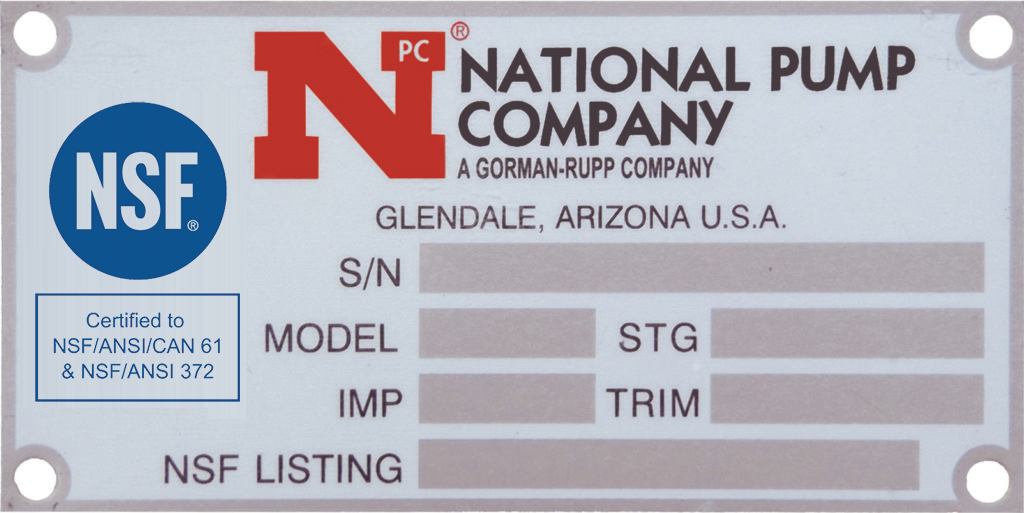 PC®
NATIONAL PUMP
COMPANY
A GORMAN-RUPP COMPANY
NSF®
GLENDALE, ARIZONA U.S.A.
S/N
Certified to
NSF/ANSI/CAN 61
& NSF/ANSI 372
MODEL STG
IMP TRIM
NSF LISTING